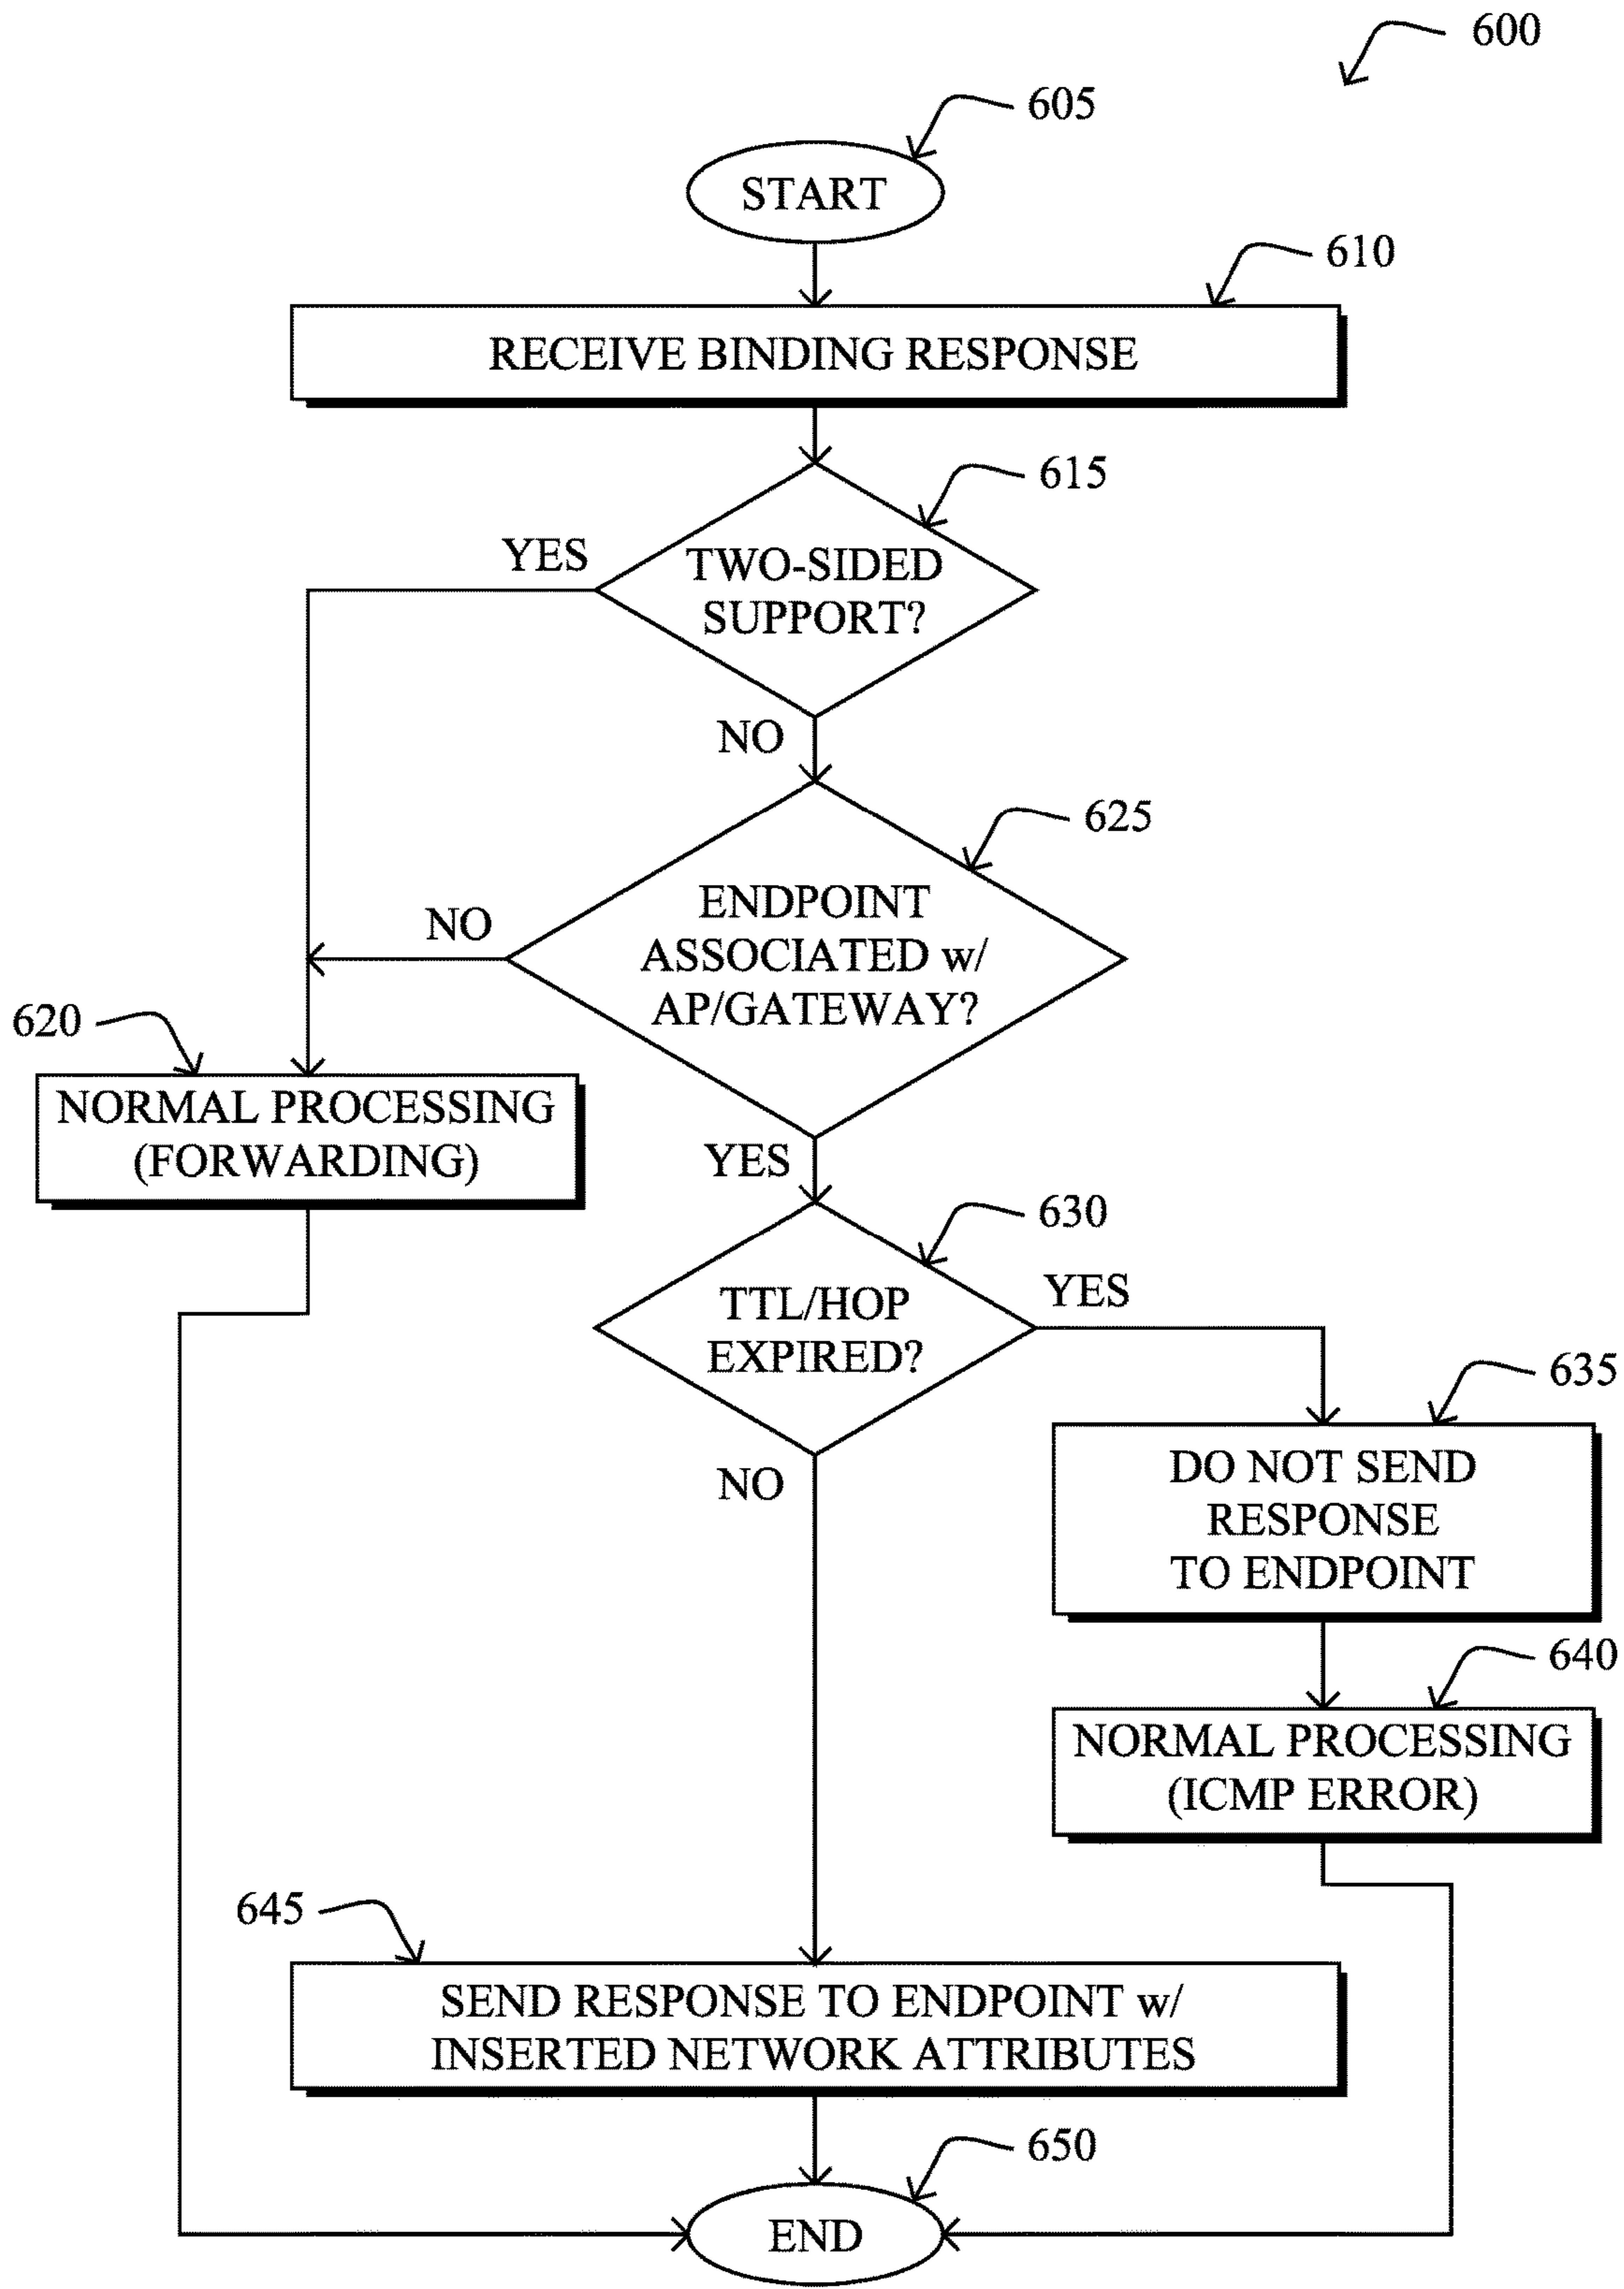 600
605
START
610
RECEIVE BINDING RESPONSE
615
YES
TWO-SIDED
SUPPORT?
NO
625
ENDPOINT
ASSOCIATED w/
AP/GATEWAY?
NO
620
NORMAL PROCESSING
(FORWARDING)
YES
630
TTL/HOP
EXPIRED?
YES
635
NO
DO NOT SEND
RESPONSE
TO ENDPOINT
640
NORMAL PROCESSING
(ICMP ERROR)
645
SEND RESPONSE TO ENDPOINT w/
INSERTED NETWORK ATTRIBUTES
650
END